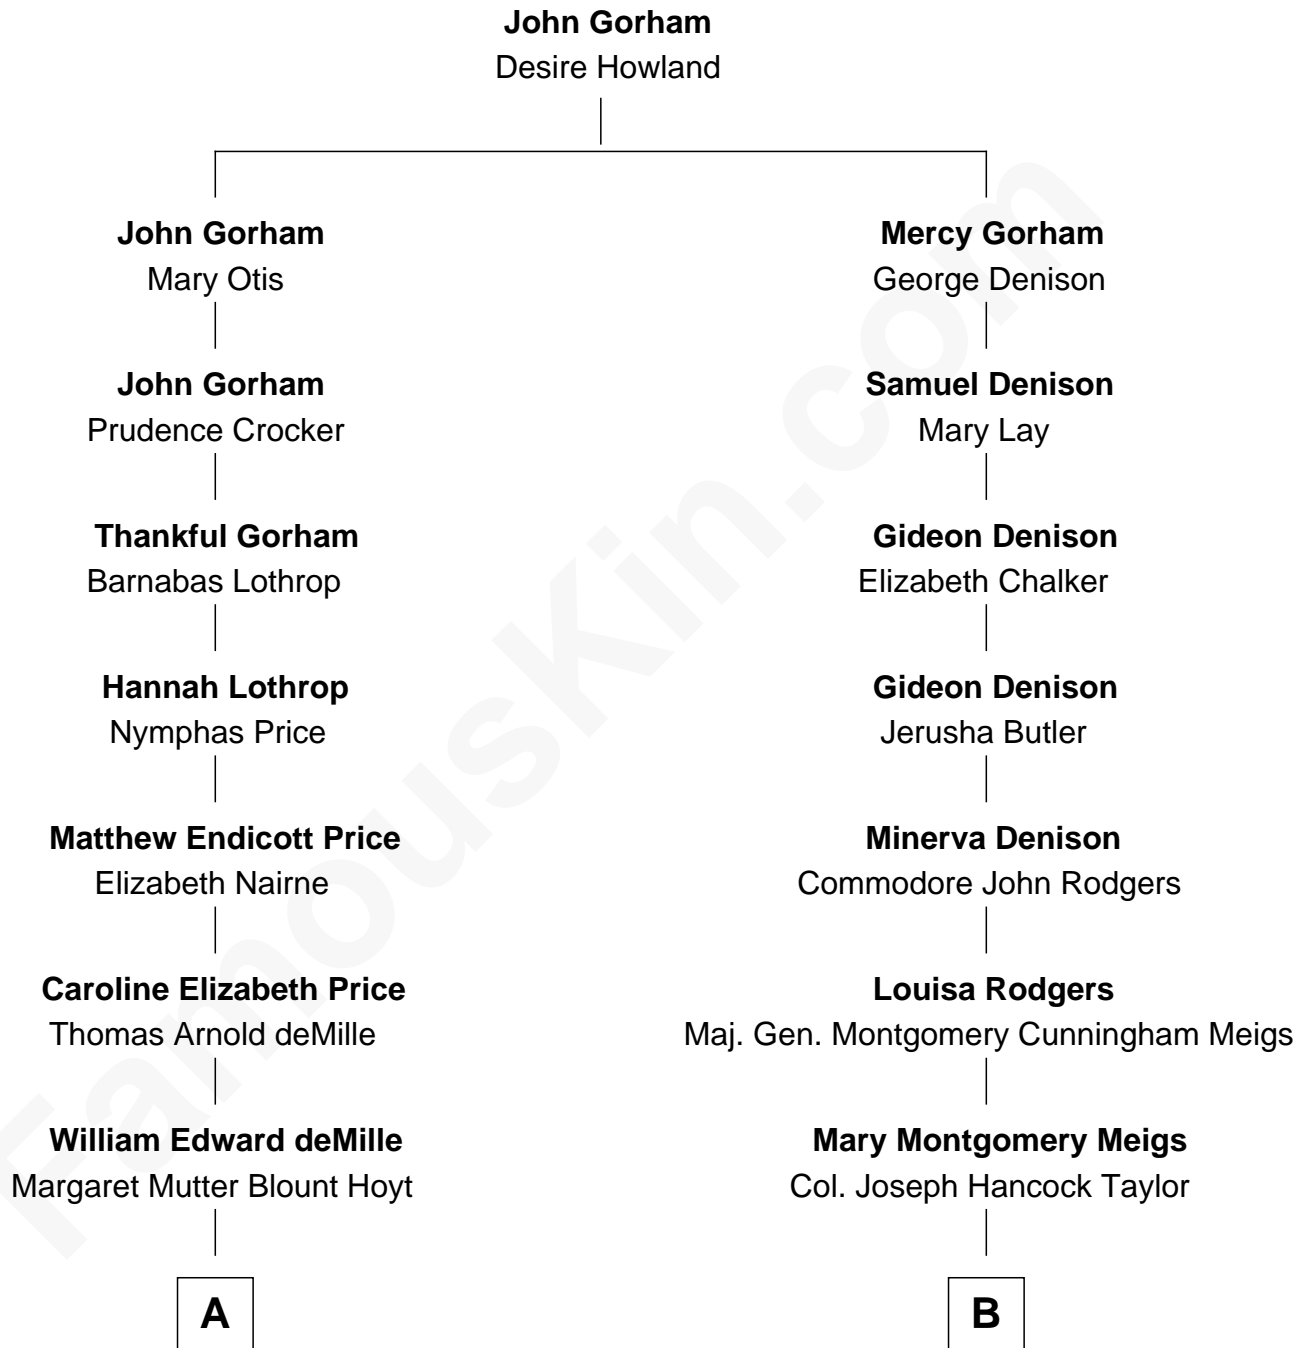 John Gorham
Desire Howland
John Gorham
Mary Otis
Mercy Gorham
George Denison
John Gorham
Prudence Crocker
Samuel Denison
Mary Lay
Thankful Gorham
Barnabas Lothrop
Gideon Denison
Elizabeth Chalker
Hannah Lothrop
Nymphas Price
Gideon Denison
Jerusha Butler
Matthew Endicott Price
Elizabeth Nairne
Minerva Denison
Commodore John Rodgers
Caroline Elizabeth Price
Thomas Arnold deMille
Louisa Rodgers
Maj. Gen. Montgomery Cunningham Meigs
William Edward deMille
Margaret Mutter Blount Hoyt
Mary Montgomery Meigs
Col. Joseph Hancock Taylor
A
B
FamousKin.com